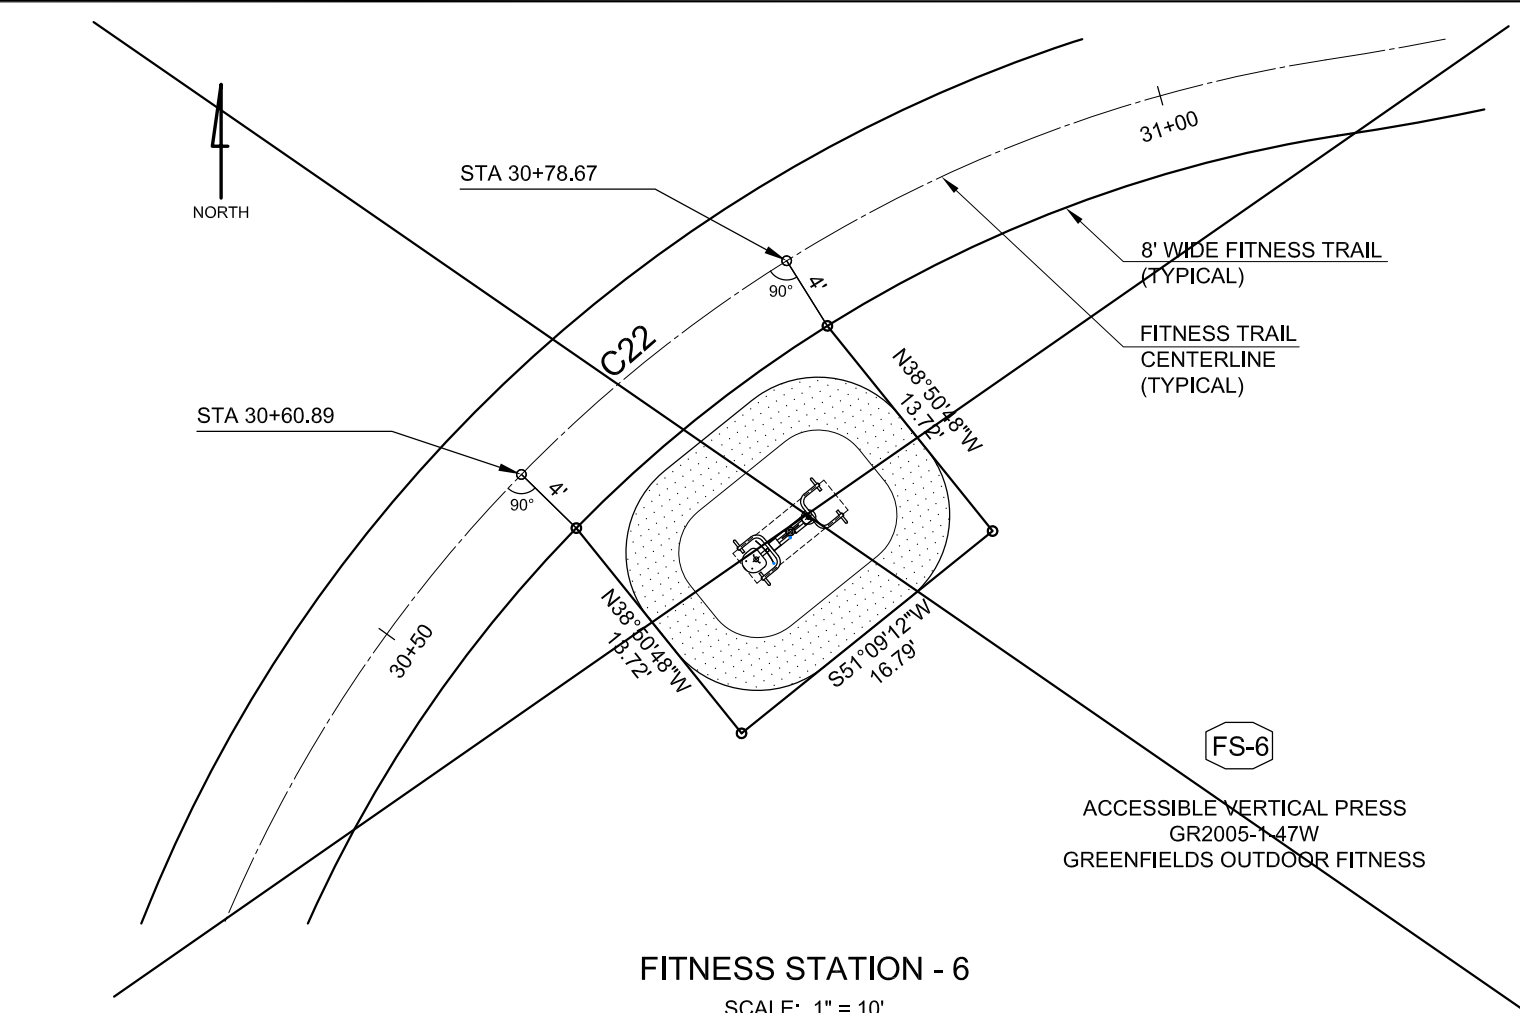 NORTH
STA 30+78.67
31+00
8' WIDE FITNESS TRAIL
(TYPICAL)
90°
4'
FITNESS TRAIL
CENTERLINE
(TYPICAL)
C22
N38°50'48"W
13.72'
STA 30+60.89
90°
4'
30+50
N38°50'48"W
13.72'
S51°09'12"W
16.79'
FS-6
ACCESSIBLE VERTICAL PRESS
GR2005-1-47W
GREENFIELDS OUTDOOR FITNESS
FITNESS STATION - 6
SCALE: 1" = 10'